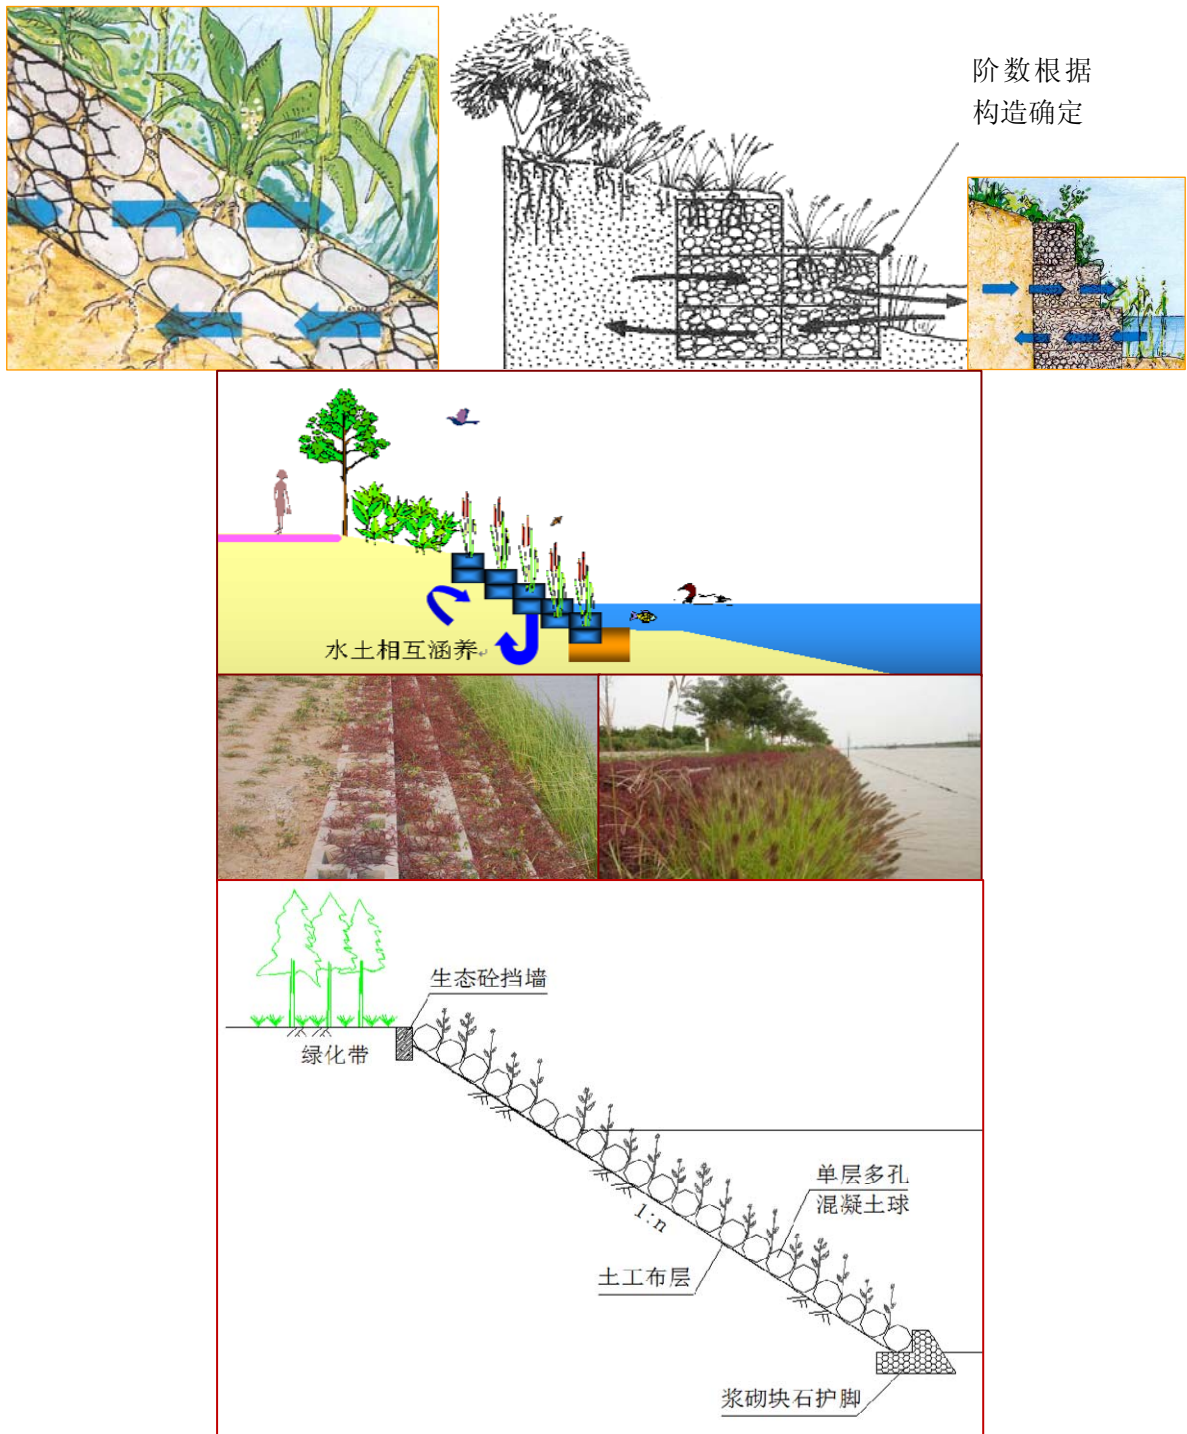 阶数根据
构造确定
水土相互涵养
生态砼挡墙
绿化带
单层多孔
混凝土球
1:n
土工布层
浆砌块石护脚